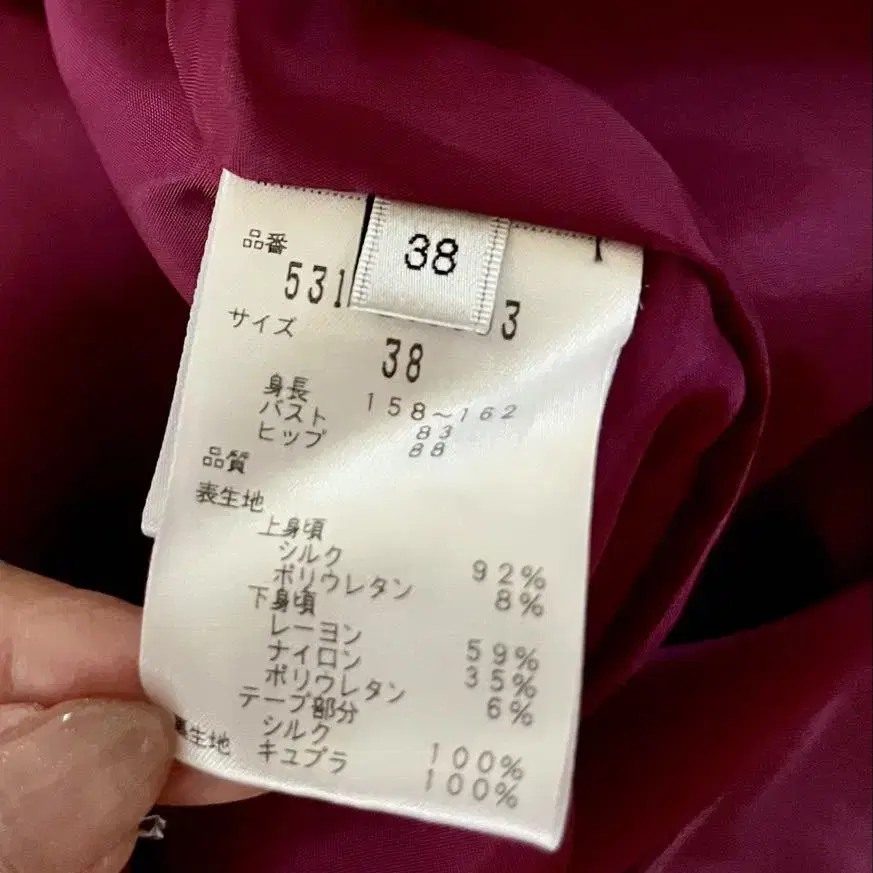 38
品番
531 3
サイズ
38
身長 158~162
バスト 83
ヒップ 88
品質
表生地
上身頃
シルク 92%
ポリウレタン 8%
下身頃
レーヨン 59%
ナイロン 35%
ポリウレタン 6%
テープ部分
シルク 100%
裏生地 キュプラ 100%